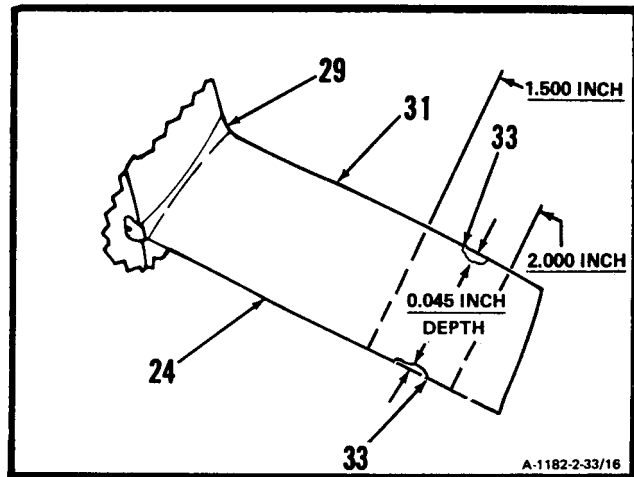 29
31
1.500 INCH
33
2.000 INCH
0.045 INCH
DEPTH
24
33
A-1182-2-33/16